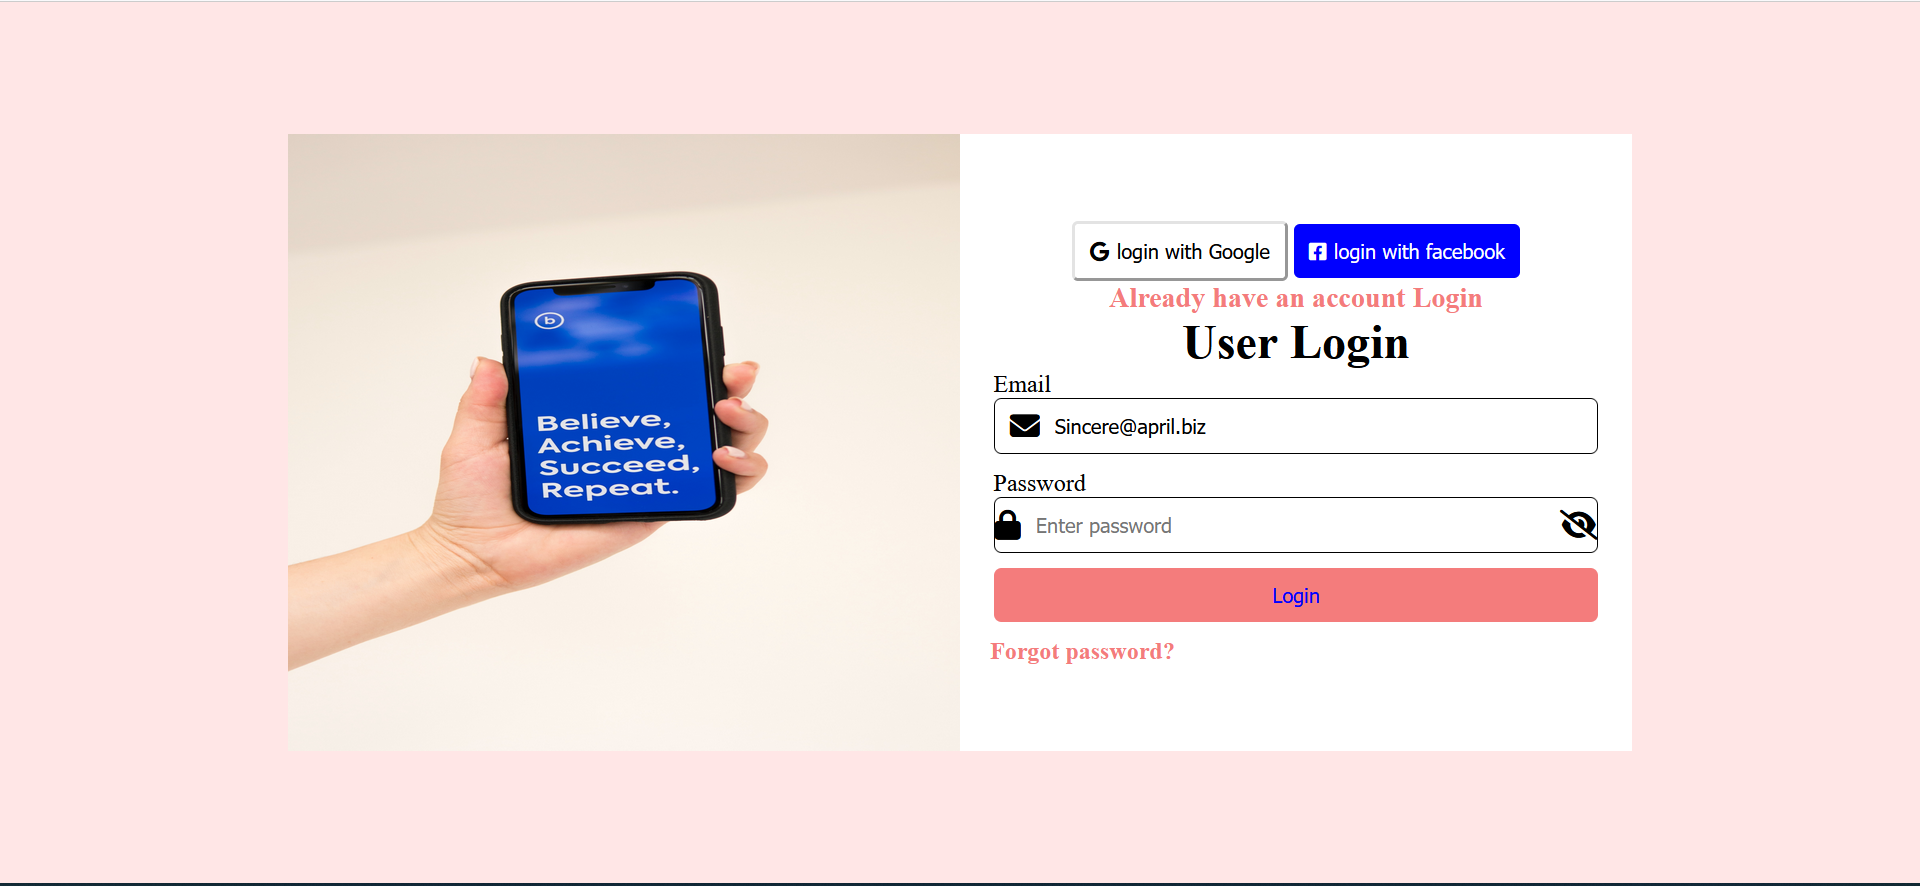 login with Google
login with facebook
Already have an account Login
User Login
Email
Sincere@april.biz
Password
Enter password
Login
Forgot password?
b
Believe,
Achieve,
Succeed,
Repeat.